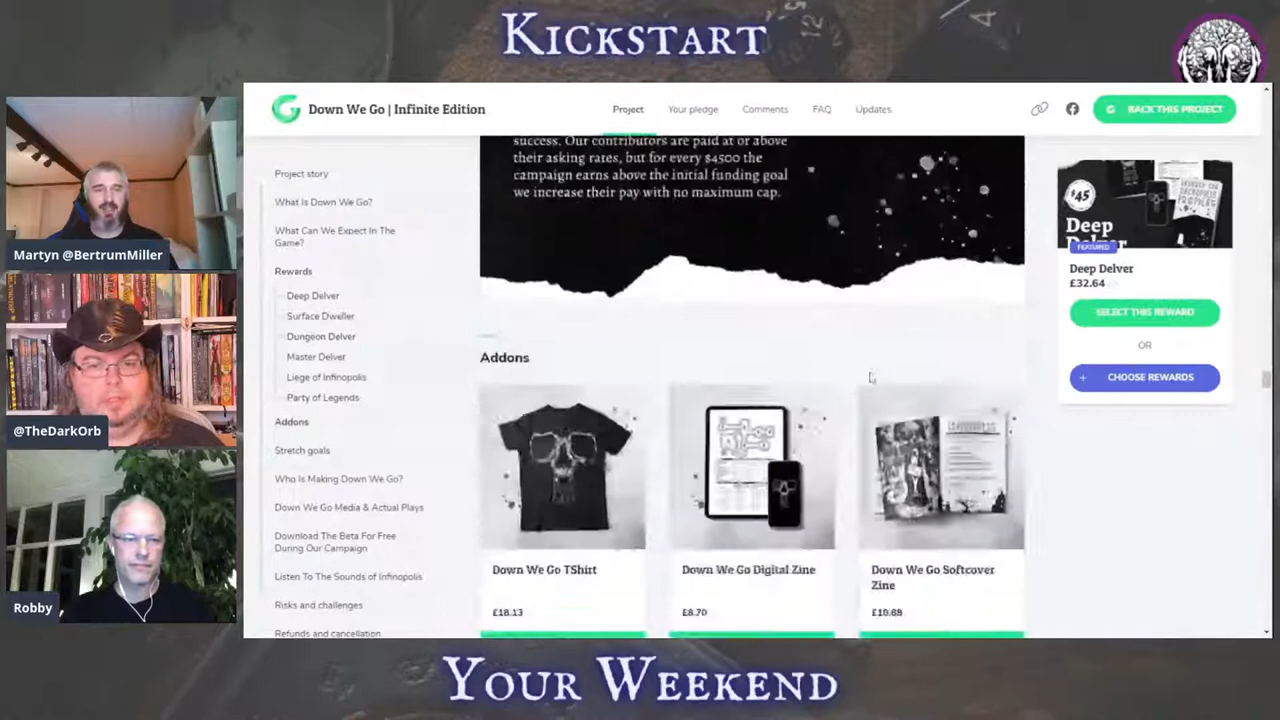 KICKSTART
Martyn @BertrumMiller
@TheDarkOrb
Robby
Down We Go | Infinite Edition
Project
Your pledge
Comments
FAQ
Updates
BACK THIS PROJECT
Project story
What is Down We Go?
What Can We Expect In The
Game?
Rewards
Deep Delver
Surface Dweller
Dungeon Delver
Master Delver
Liege of Infinopolis
Party of Legends
Addons
Stretch goals
Who Is Making Down We Go?
Down We Go Media & Actual Plays
Download The Beta For Free
During Our Campaign
Listen To The Sounds of Infinopolis
Risks and challenges
Refunds and cancellation
success. Our contributors are paid at or above
their asking rates, but for every $4500 the
campaign earns above the initial funding goal
we increase their pay with no maximum cap.
Addons
Down We Go TShirt
£18.13
Down We Go Digital Zine
£8.70
Down We Go Softcover
Zine
£10.88
$45
Deep
Delver
FEATURED
Deep Delver
£32.64
SELECT THIS REWARD
OR
+ CHOOSE REWARDS
YOUR WEEKEND